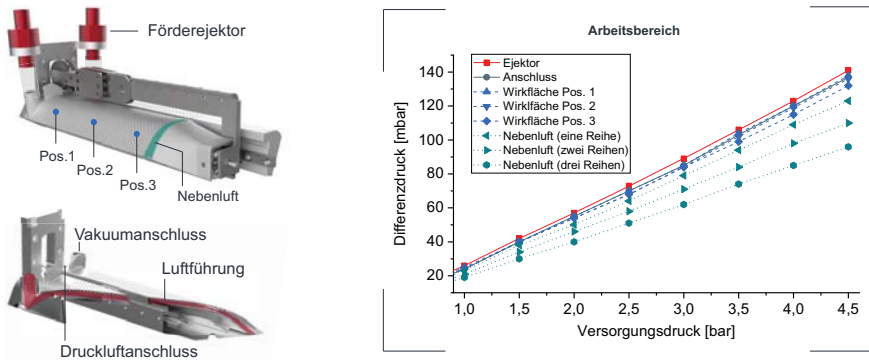 Förderejektor
Pos.1
Pos.2
Pos.3
Nebenluft
Vakuumanschluss
Luftführung
Druckluftanschluss
Arbeitsbereich
Ejektor
Anschluss
Wirkfläche Pos. 1
Wirklfäche Pos. 2
Wirkfläche Pos. 3
Nebenluft (eine Reihe)
Nebenluft (zwei Reihen)
Nebenluft (drei Reihen)
Differenzdruck [mbar]
140
120
100
80
60
40
20
1,0 1,5 2,0 2,5 3,0 3,5 4,0 4,5
Versorgungsdruck [bar]